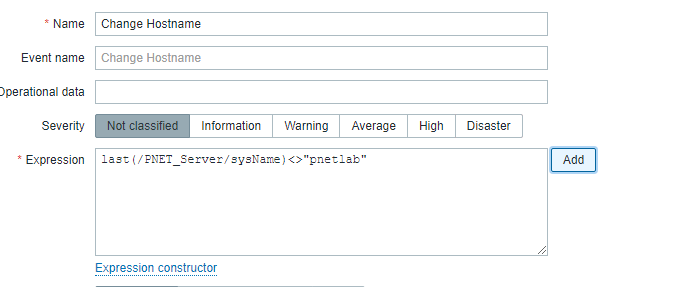 * Name Change Hostname
Event name Change Hostname
Operational data
Severity Not classified Information Warning Average High Disaster
* Expression last(/PNET_Server/sysName)<>"pnetlab" Add
Expression constructor